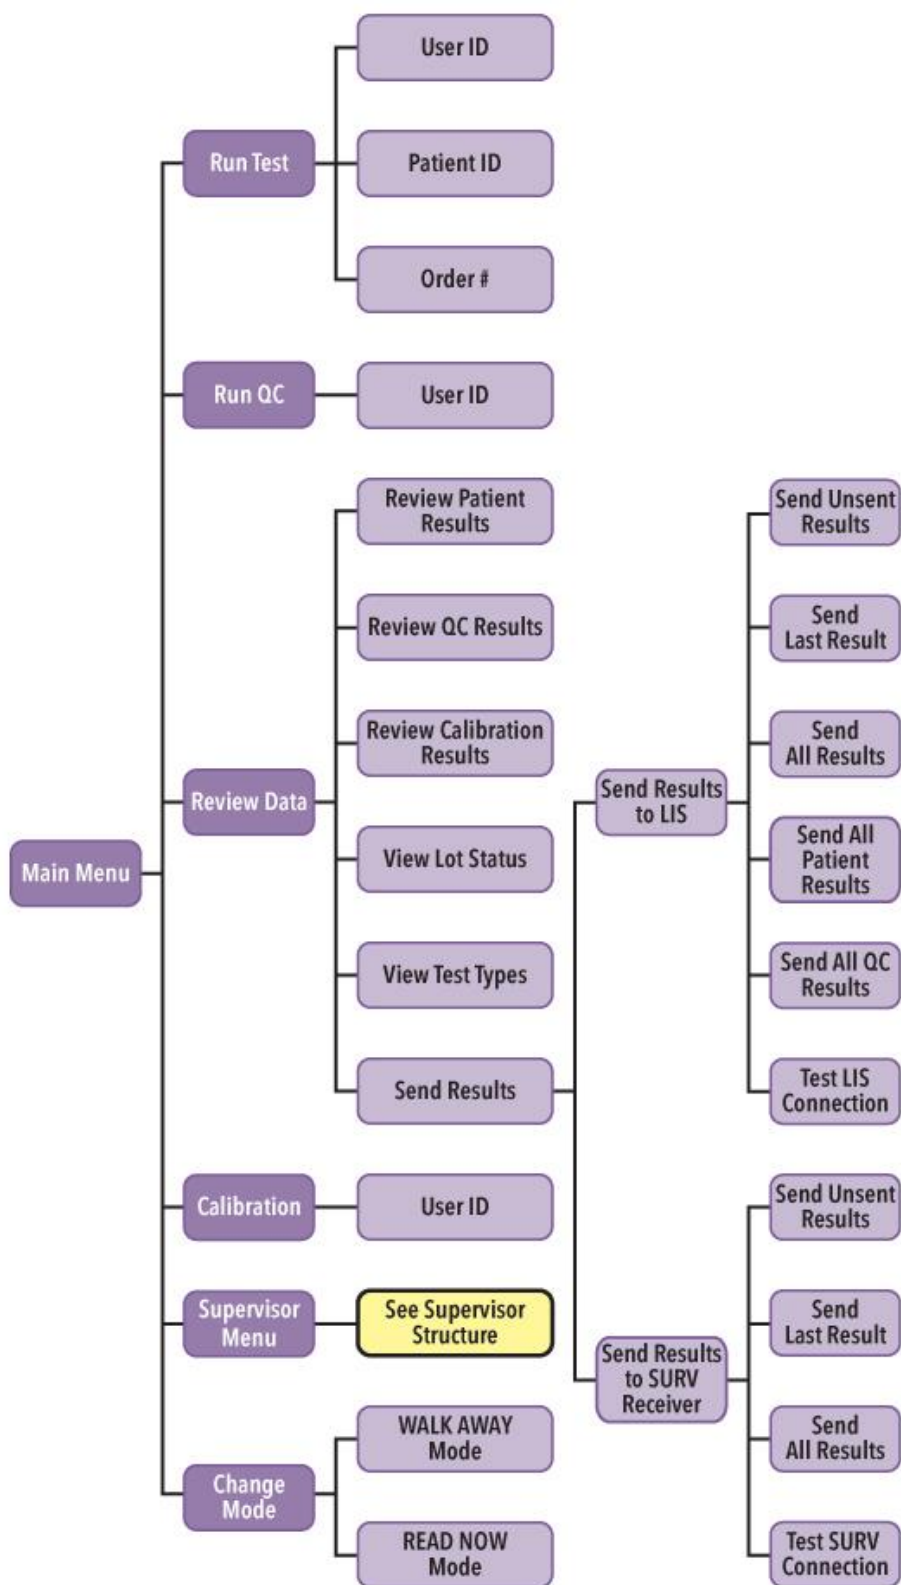 User ID
Run Test
Patient ID
Order #
Run QC
User ID
Review Patient
Results
Review QC Results
Review Calibration
Results
Review Data
View Lot Status
View Test Types
Send Results
Main Menu
Send Results
to LIS
Send Unsent
Results
Send
Last Result
Send
All Results
Send All
Patient
Results
Send All QC
Results
Test LIS
Connection
Calibration
User ID
Supervisor
Menu
See Supervisor
Structure
Send Results
to SURV
Receiver
Send Unsent
Results
Send
Last Result
Send
All Results
Test SURV
Connection
Change
Mode
WALK AWAY
Mode
READ NOW
Mode